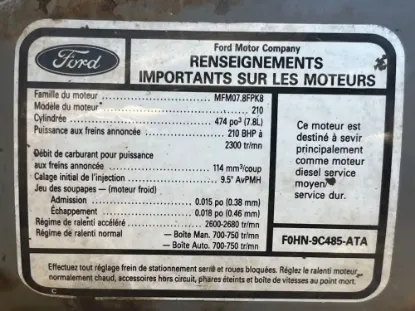 Ford
Ford Motor Company
RENSEIGNEMENTS
IMPORTANTS SUR LES MOTEURS
Famille du moteur MFM07.8FPK8
Modèle du moteur 210
Cylindrée 474 po³ (7.8L)
Puissance aux freins annoncée 210 BHP à
2300 tr/mn
Débit de carburant pour puissance
aux freins annoncée 114 mm³/coup
Calage initial de l'injection 9.5° AvPMH
Jeu des soupapes — (moteur froid)
Admission 0.015 po (0.38 mm)
Échappement 0.018 po (0.46 mm)
Régime de ralenti accéléré 2600-2680 tr/mn
Régime de ralenti normal — Boîte Man. 700-750 tr/mn
— Boîte Auto. 700-750 tr/mn
Ce moteur est
destiné à sevir
principalement
comme moteur
diesel service
moyen
service dur.
F0HN-9C485-ATA
Effectuez tout réglage frein de stationnement serré et roues bloquées. Réglez le ralenti moteur
normalement chaud, accessoires hors circuit, phares éteints et boîte de vitesses au point mort.